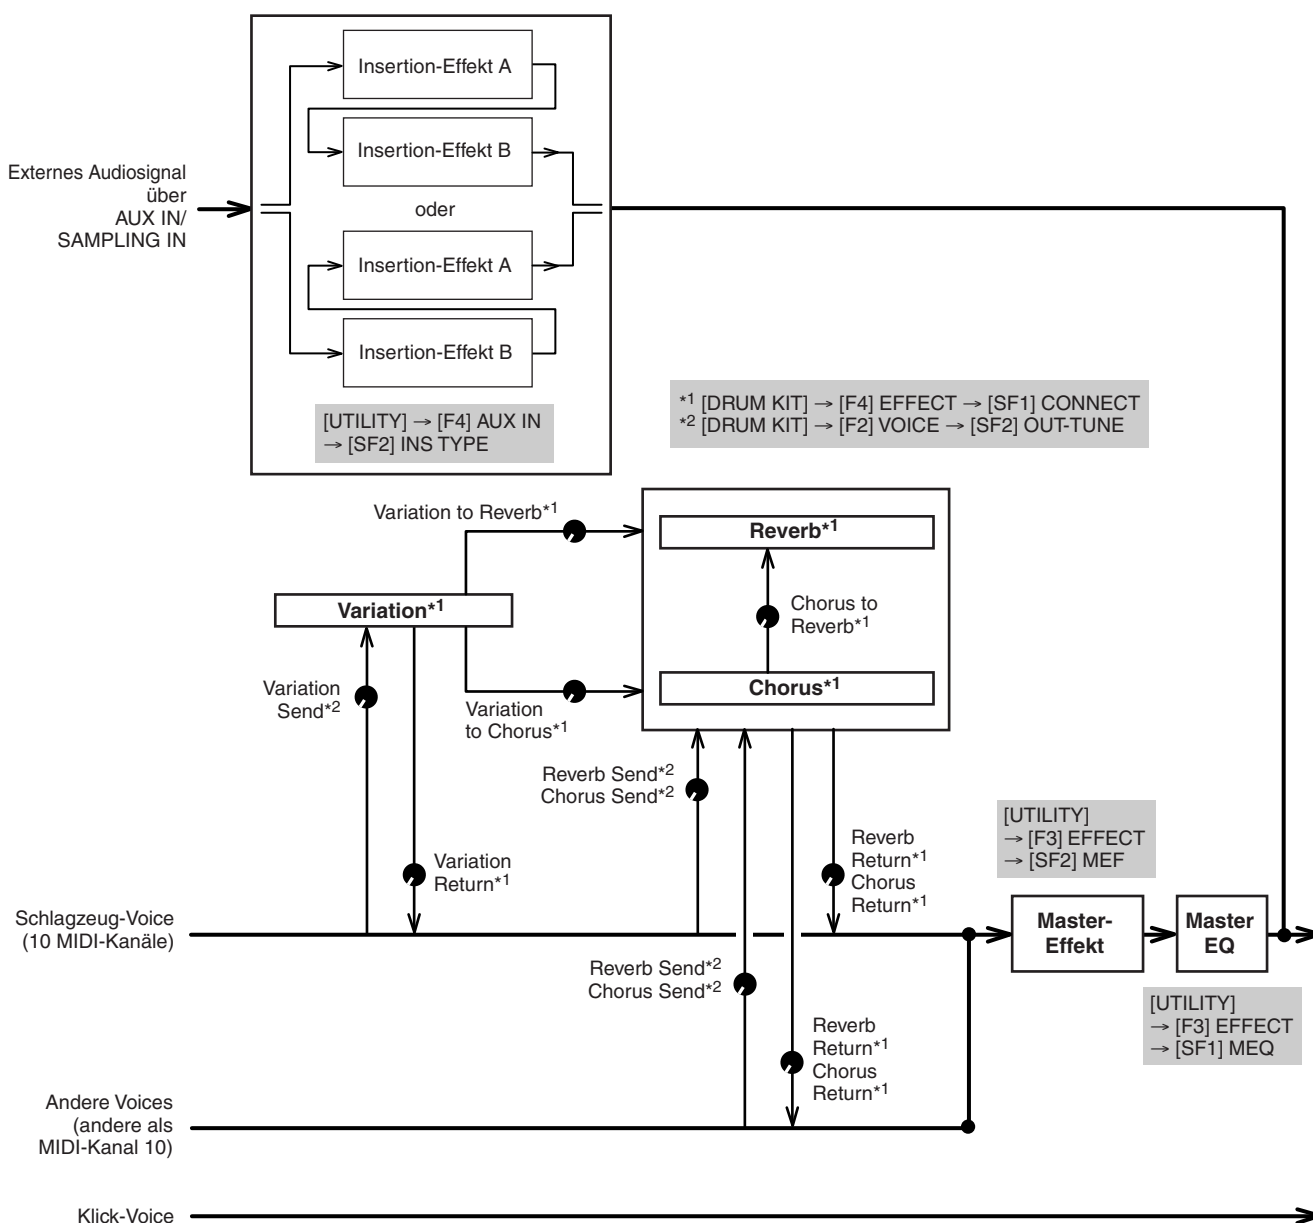 Insertion-Effekt A
Insertion-Effekt B
Externes Audiosignal
über
AUX IN/
SAMPLING IN
oder
Insertion-Effekt A
Insertion-Effekt B
[UTILITY] → [F4] AUX IN
→ [SF2] INS TYPE
*1 [DRUM KIT] → [F4] EFFECT → [SF1] CONNECT
*2 [DRUM KIT] → [F2] VOICE → [SF2] OUT-TUNE
Variation to Reverb*1
Reverb*1
Variation*1
Chorus to
Reverb*1
Variation
Send*2
Chorus*1
Variation
to Chorus*1
Reverb Send*2
Chorus Send*2
Variation
Return*1
Reverb
Return*1
Chorus
Return*1
[UTILITY]
→ [F3] EFFECT
→ [SF2] MEF
Schlagzeug-Voice
(10 MIDI-Kanäle)
Master-
Effekt
Master
EQ
Reverb Send*2
Chorus Send*2
[UTILITY]
→ [F3] EFFECT
→ [SF1] MEQ
Reverb
Return*1
Chorus
Return*1
Andere Voices
(andere als
MIDI-Kanal 10)
Klick-Voice